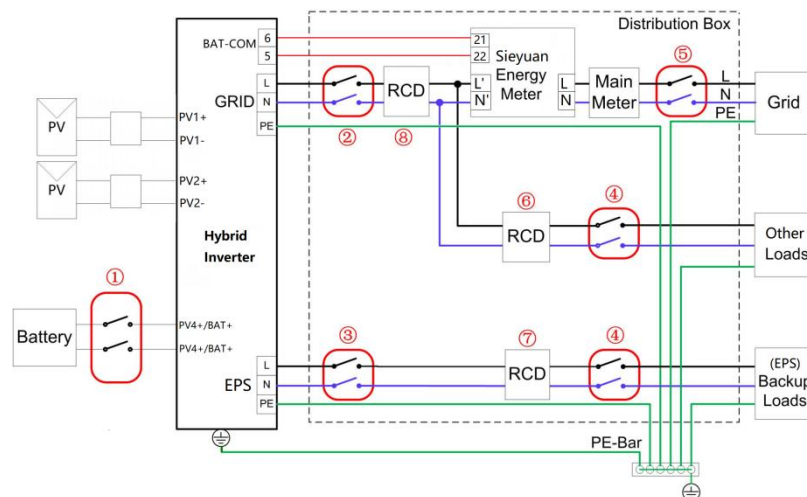 Distribution Box
BAT-COM
6
5
21
22
Sieyuan
Energy
Meter
L'
N'
L
N
Main
Meter
⑤
L
N
PE
Grid
GRID
L
N
PE
②
RCD
⑧
PV
PV1+
PV1-
PV
PV2+
PV2-
Hybrid
Inverter
⑥
RCD
④
Other
Loads
①
Battery
PV4+/BAT+
PV4+/BAT+
③
⑦
RCD
④
EPS
L
N
PE
(EPS)
Backup
Loads
PE-Bar